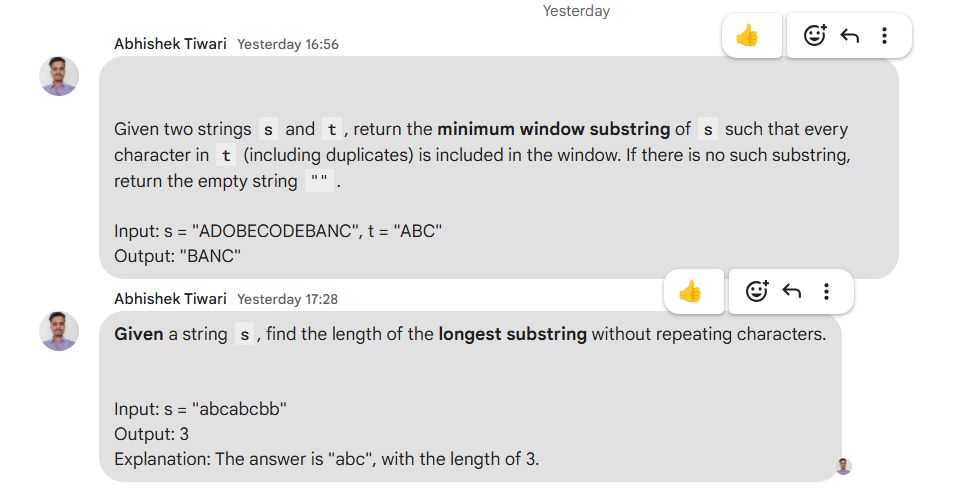 Yesterday
Abhishek Tiwari Yesterday 16:56
Given two strings s and t, return the minimum window substring of s such that every
character in t (including duplicates) is included in the window. If there is no such substring,
return the empty string "".
Input: s = "ADOBECODEBANC", t = "ABC"
Output: "BANC"
Abhishek Tiwari Yesterday 17:28
Given a string s, find the length of the longest substring without repeating characters.
Input: s = "abcabcbb"
Output: 3
Explanation: The answer is "abc", with the length of 3.